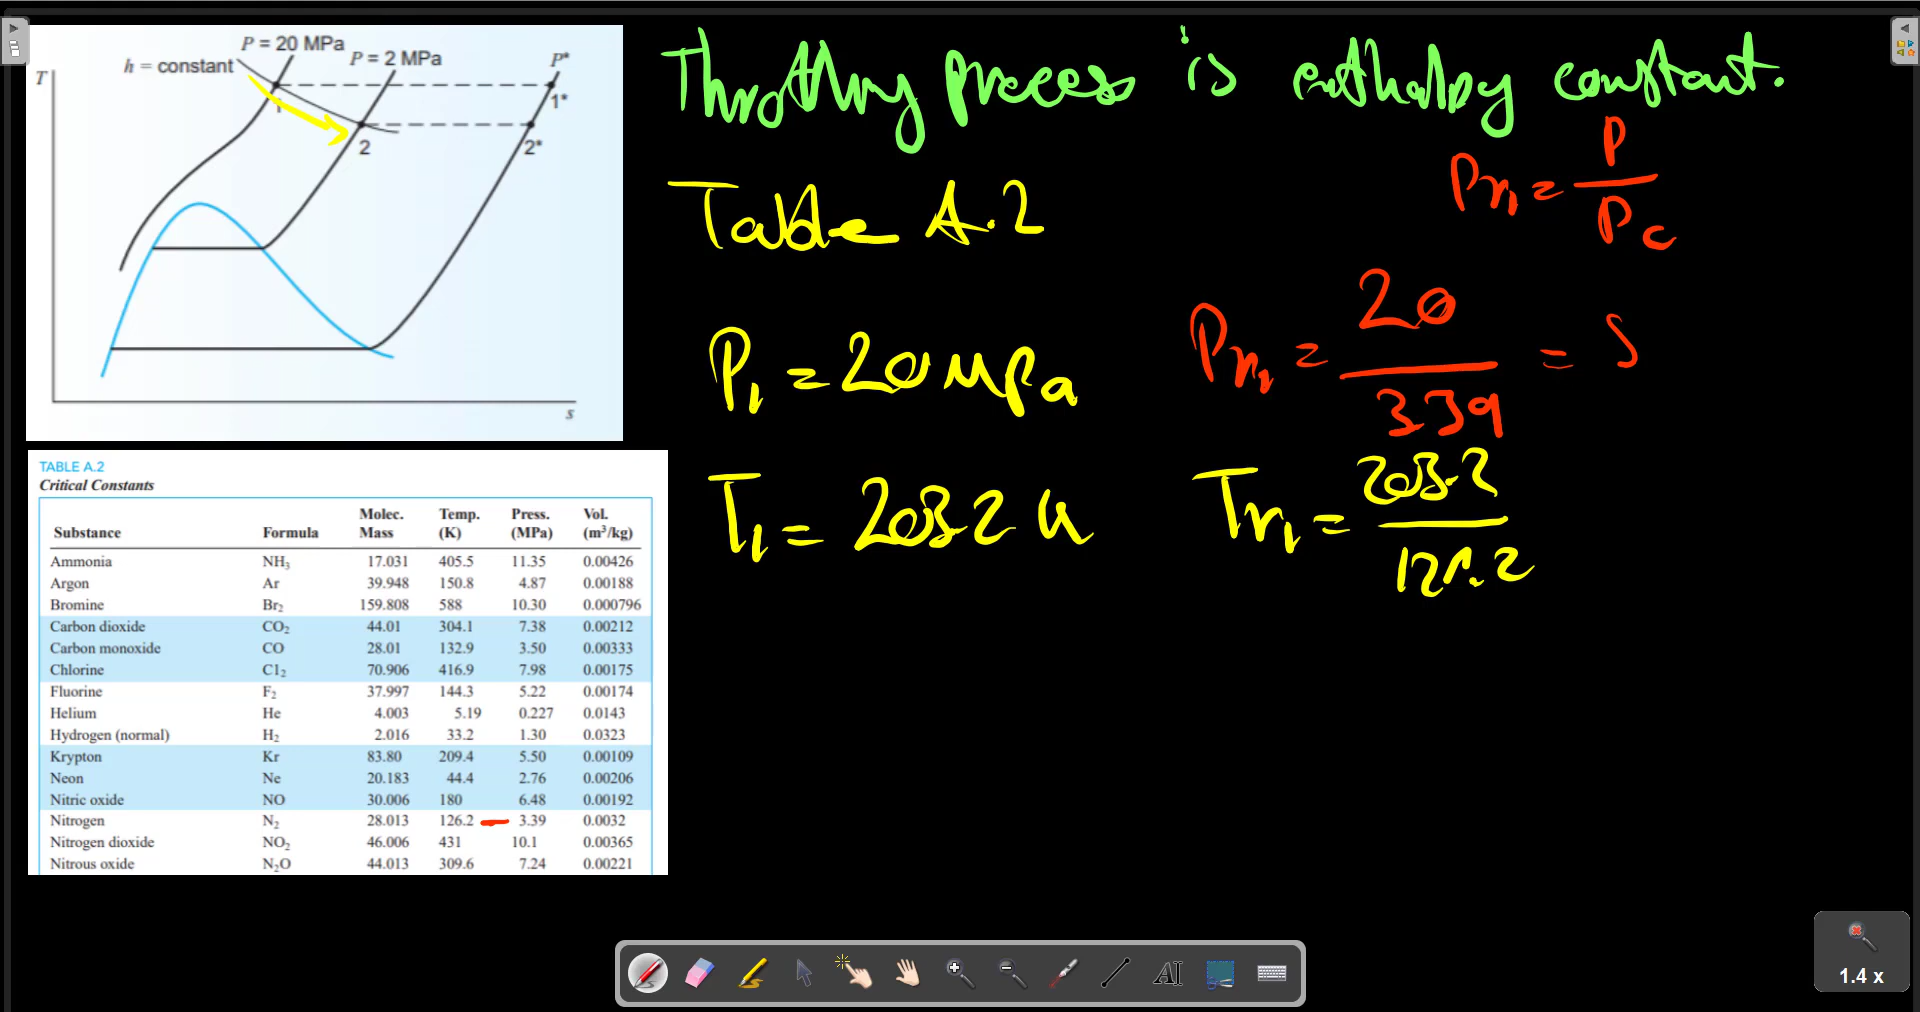 P = 20 MPa
P = 2 MPa
P*
h = constant
T
1
1*
2
2*
s
Throttling process is enthalpy constant.
Table A.2
Pr₁ = P / Pc
P₁ = 20 MPa
Pr₁ = 20 / 339 =
T₁ = 203.2 K
Tr₁ = 203.2 / 126.2
TABLE A.2
Critical Constants
Substance Formula Molec. Mass Temp. (K) Press. (MPa) Vol. (m³/kg)
Ammonia NH₃ 17.031 405.5 11.35 0.00426
Argon Ar 39.948 150.8 4.87 0.00188
Bromine Br₂ 159.808 588 10.30 0.000796
Carbon dioxide CO₂ 44.01 304.1 7.38 0.00212
Carbon monoxide CO 28.01 132.9 3.50 0.00333
Chlorine Cl₂ 70.906 416.9 7.98 0.00175
Fluorine F₂ 37.997 144.3 5.22 0.00174
Helium He 4.003 5.19 0.227 0.0143
Hydrogen (normal) H₂ 2.016 33.2 1.30 0.0323
Krypton Kr 83.80 209.4 5.50 0.00109
Neon Ne 20.183 44.4 2.76 0.00206
Nitric oxide NO 30.006 180 6.48 0.00192
Nitrogen N₂ 28.013 126.2 3.39 0.0032
Nitrogen dioxide NO₂ 46.006 431 10.1 0.00365
Nitrous oxide N₂O 44.013 309.6 7.24 0.00221
AI
1.4 x